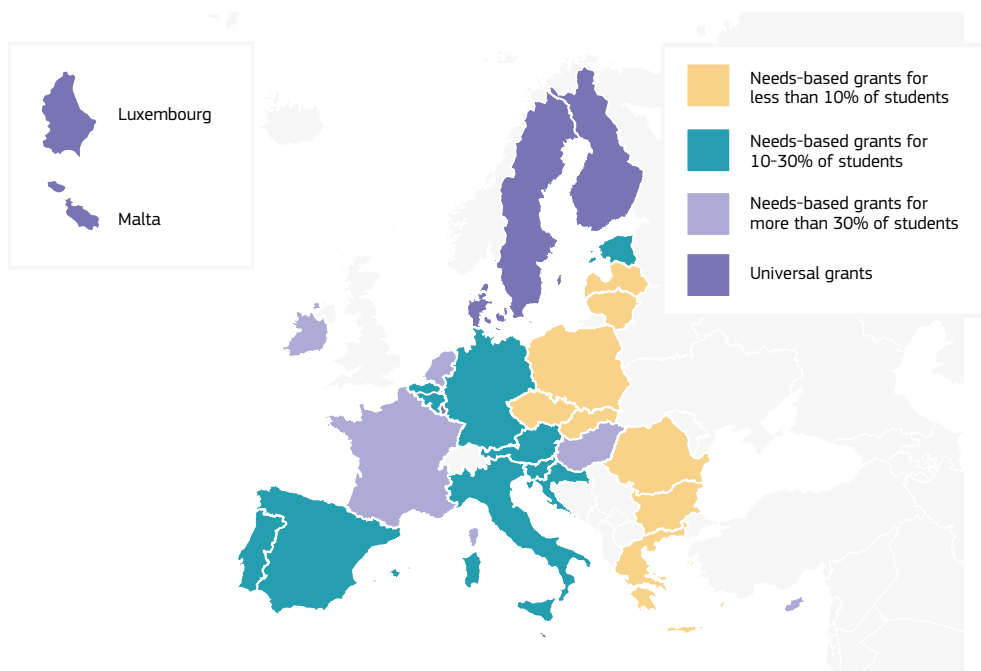 Luxembourg
Malta
Needs-based grants for
less than 10% of students
Needs-based grants for
10-30% of students
Needs-based grants for
more than 30% of students
Universal grants